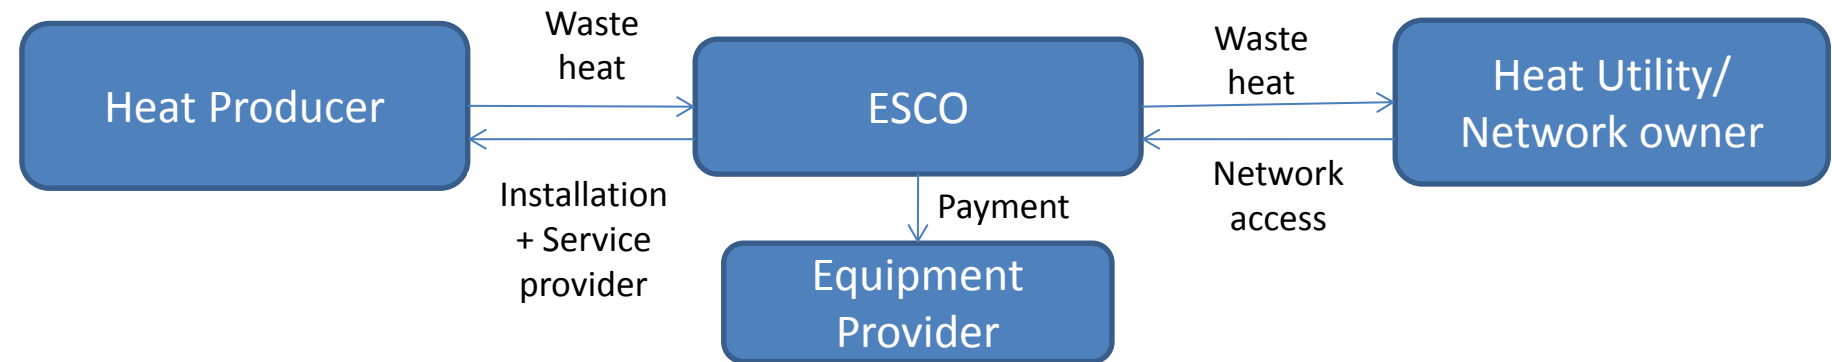 Heat Producer
Waste
heat
Installation
+ Service
provider
ESCO
Payment
Equipment
Provider
Waste
heat
Network
access
Heat Utility/
Network owner